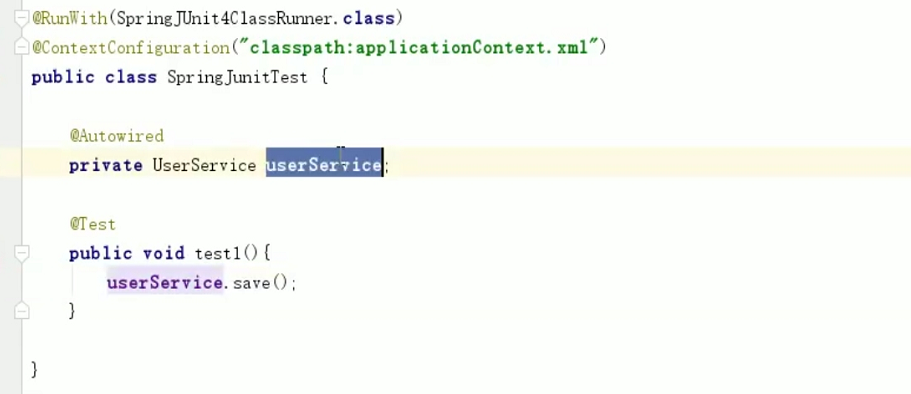 @RunWith(SpringJUnit4ClassRunner.class)
@ContextConfiguration("classpath:applicationContext.xml")
public class SpringJunitTest {
@Autowired
private UserService userService;
@Test
public void test1(){
userService.save();
}
}